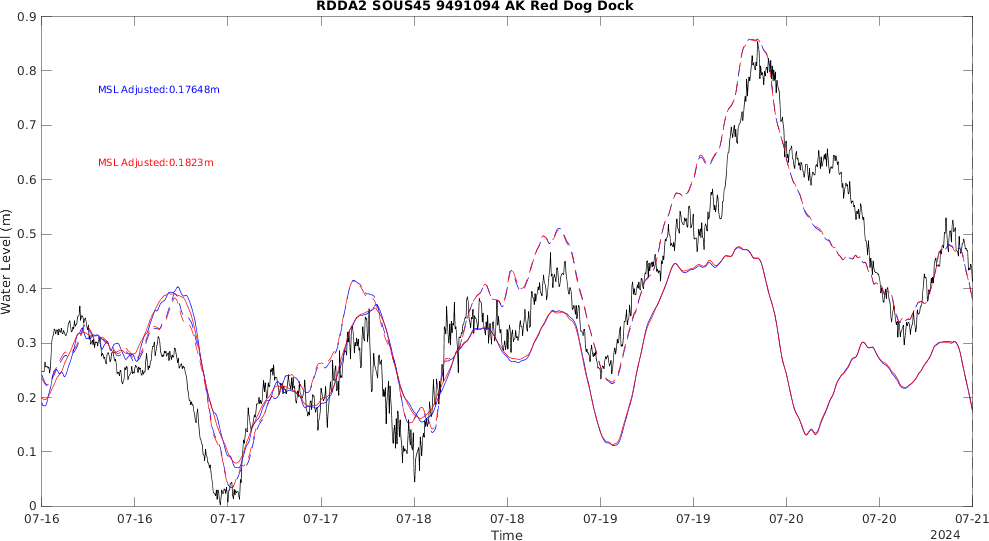 RDDA2 SOUS45 9491094 AK Red Dog Dock
0.9
0.8
0.7
0.6
0.5
0.4
0.3
0.2
0.1
0
Water Level (m)
MSL Adjusted:0.17648m
MSL Adjusted:0.1823m
07-16 07-16 07-17 07-17 07-18 07-18 07-19 07-19 07-20 07-20 07-21
Time
2024